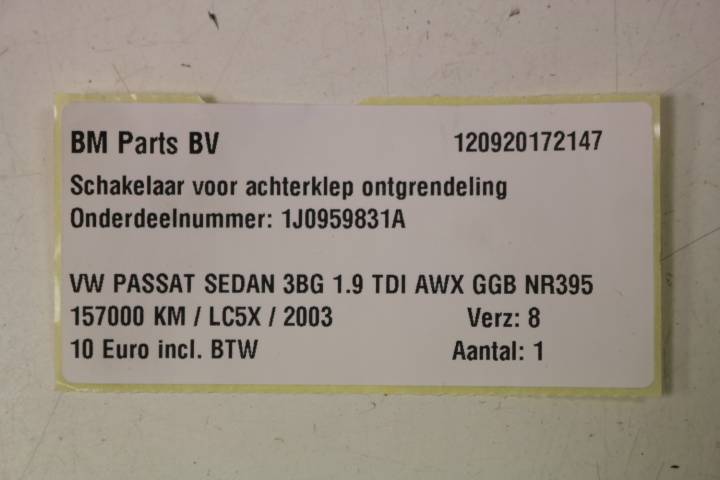 BM Parts BV 120920172147
Schakelaar voor achterklep ontgrendeling
Onderdeelnummer: 1J0959831A
VW PASSAT SEDAN 3BG 1.9 TDI AWX GGB NR395
157000 KM / LC5X / 2003 Verz: 8
10 Euro incl. BTW Aantal: 1